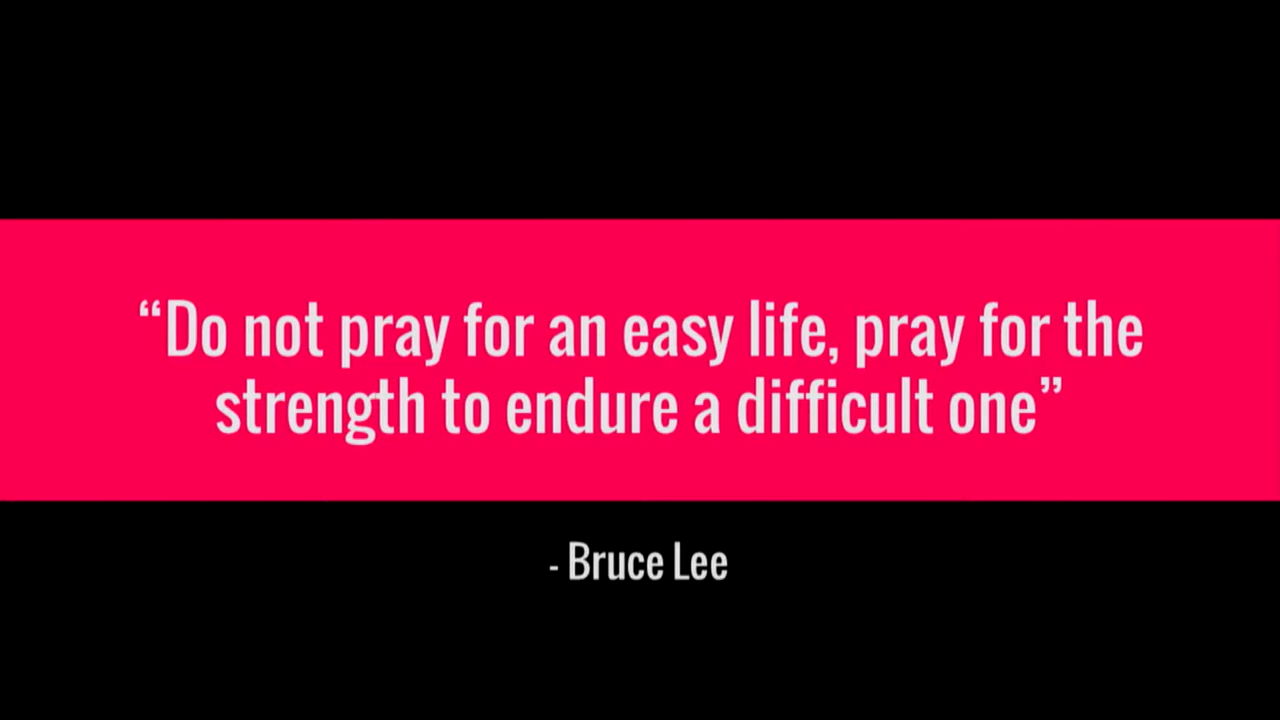 “Do not pray for an easy life, pray for the
strength to endure a difficult one”
- Bruce Lee